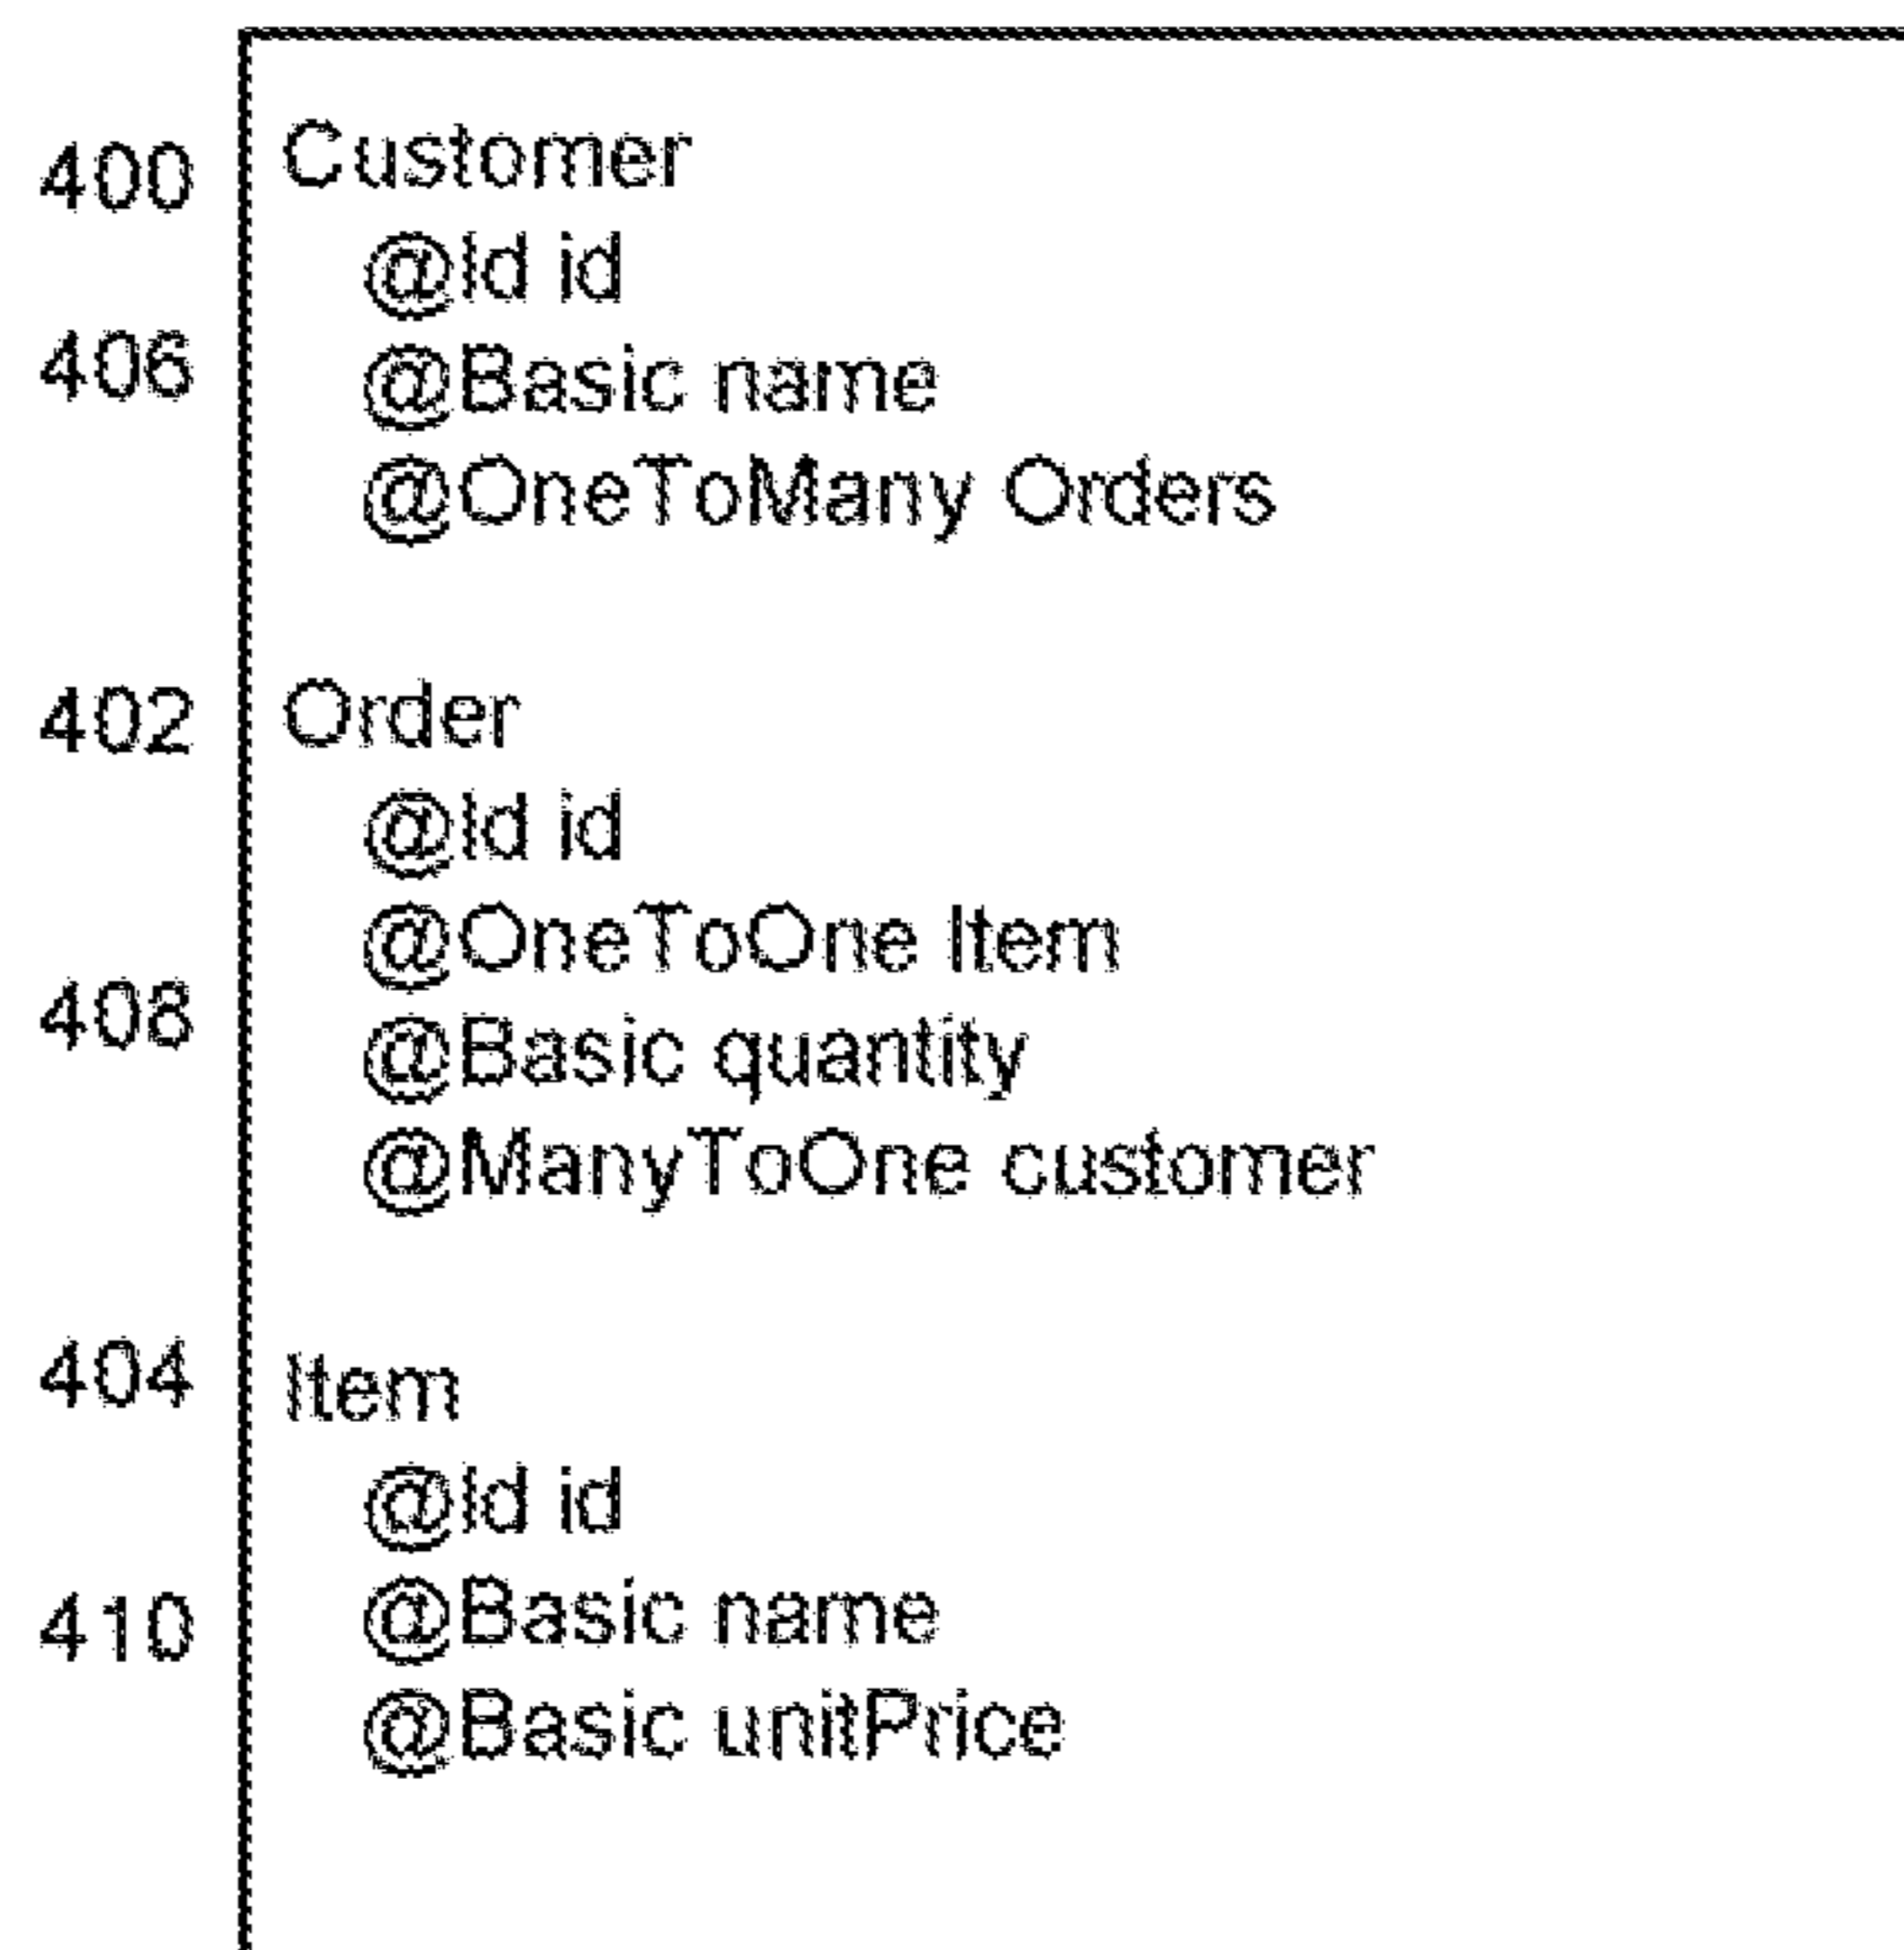 400 Customer
@Id id
406 @Basic name
@OneToMany Orders
402 Order
@Id id
@OneToOne Item
408 @Basic quantity
@ManyToOne customer
404 Item
@Id id
410 @Basic name
@Basic unitPrice